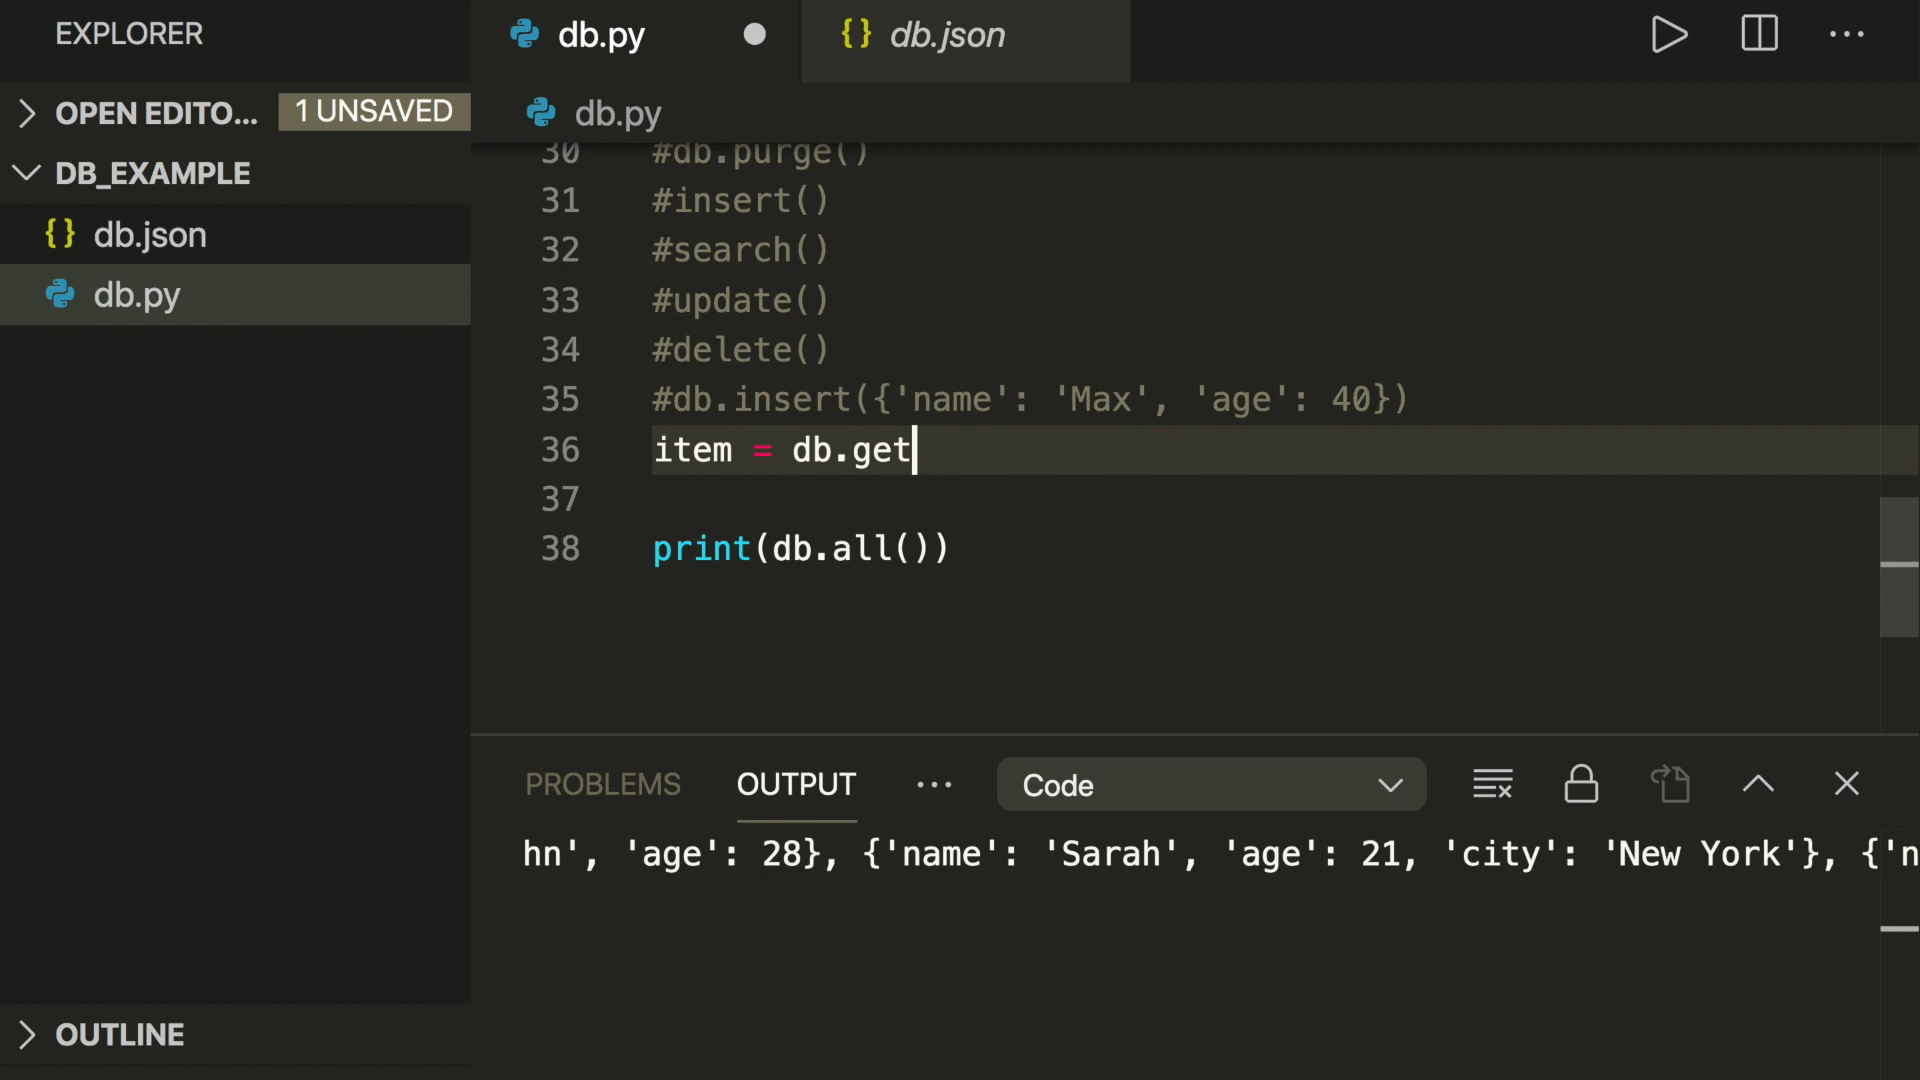 EXPLORER
OPEN EDITO... 1 UNSAVED
DB_EXAMPLE
{} db.json
db.py
OUTLINE
db.py
{} db.json
db.py
30 #db.purge()
31 #insert()
32 #search()
33 #update()
34 #delete()
35 #db.insert({'name': 'Max', 'age': 40})
36 item = db.get
37
38 print(db.all())
PROBLEMS OUTPUT ... Code
hn', 'age': 28}, {'name': 'Sarah', 'age': 21, 'city': 'New York'}, {'n